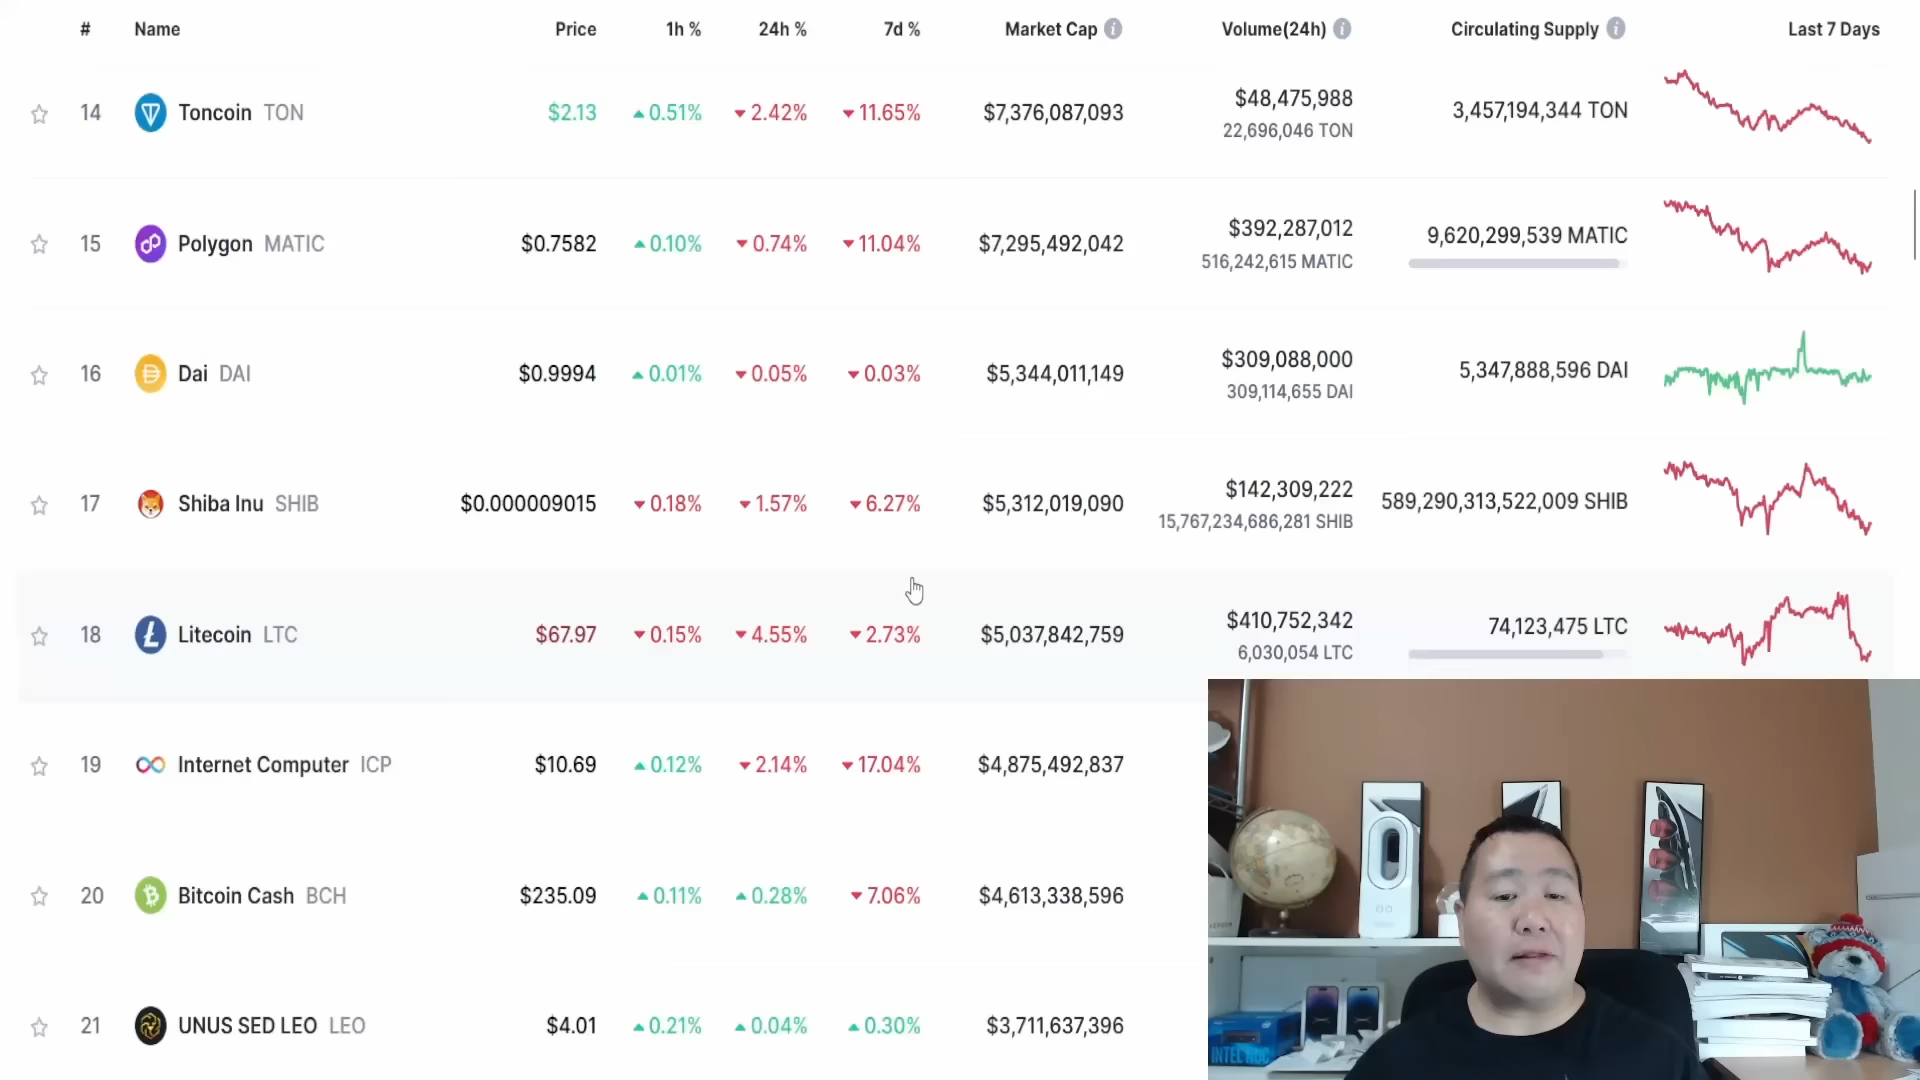 # Name Price 1h % 24h % 7d % Market Cap Volume(24h) Circulating Supply Last 7 Days
14 Toncoin TON $2.13 0.51% 2.42% 11.65% $7,376,087,093 $48,475,988 3,457,194,344 TON
22,696,046 TON
15 Polygon MATIC $0.7582 0.10% 0.74% 11.04% $7,295,492,042 $392,287,012 9,620,299,539 MATIC
516,242,615 MATIC
16 Dai DAI $0.9994 0.01% 0.05% 0.03% $5,344,011,149 $309,088,000 5,347,888,596 DAI
309,114,655 DAI
17 Shiba Inu SHIB $0.000009015 0.18% 1.57% 6.27% $5,312,019,090 $142,309,222 589,290,313,522,009 SHIB
15,767,234,686,281 SHIB
18 Litecoin LTC $67.97 0.15% 4.55% 2.73% $5,037,842,759 $410,752,342 74,123,475 LTC
6,030,054 LTC
19 Internet Computer ICP $10.69 0.12% 2.14% 17.04% $4,875,492,837
20 Bitcoin Cash BCH $235.09 0.11% 0.28% 7.06% $4,613,338,596
21 UNUS SED LEO LEO $4.01 0.21% 0.04% 0.30% $3,711,637,396
INTEL NUC